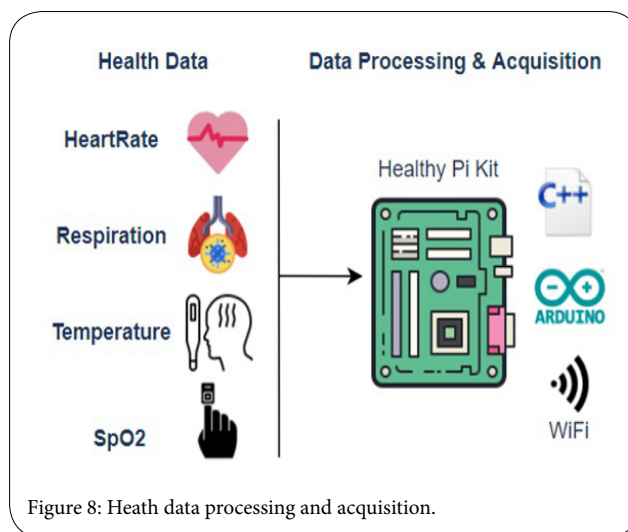 Health Data
Data Processing & Acquisition
HeartRate
Respiration
Temperature
SpO2
Healthy Pi Kit
C++
ARDUINO
WiFi
Figure 8: Heath data processing and acquisition.